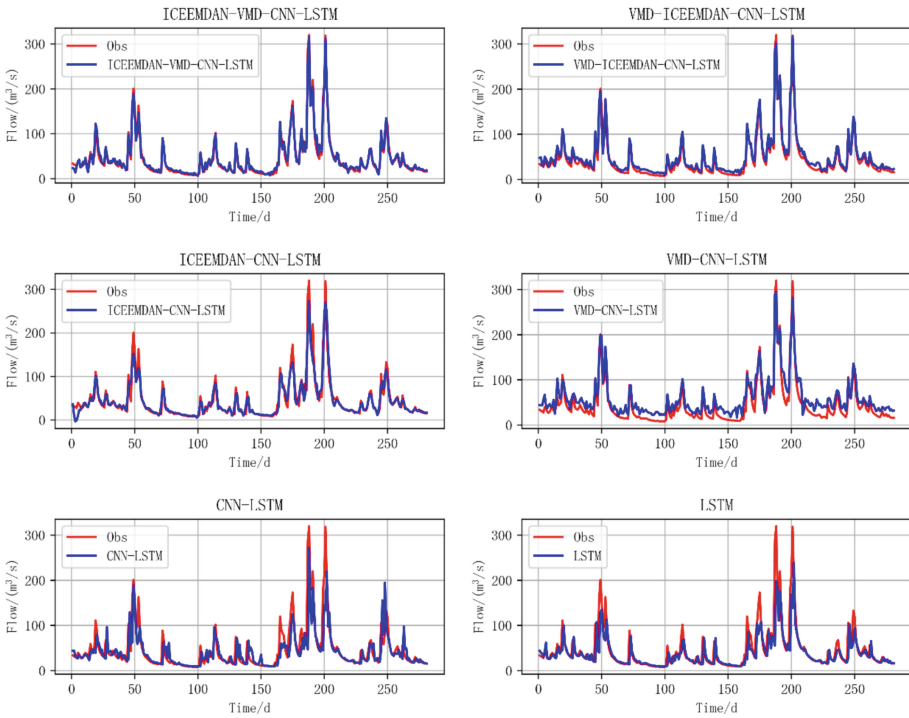 ICEEMDAN-VMD-CNN-LSTM
Flow/(m³/s)
300
200
100
0
Obs
ICEEMDAN-VMD-CNN-LSTM
0 50 100 150 200 250
Time/d
VMD-ICEEMDAN-CNN-LSTM
Flow/(m³/s)
300
200
100
0
Obs
VMD-ICEEMDAN-CNN-LSTM
0 50 100 150 200 250
Time/d
ICEEMDAN-CNN-LSTM
Flow/(m³/s)
300
200
100
0
Obs
ICEEMDAN-CNN-LSTM
0 50 100 150 200 250
Time/d
VMD-CNN-LSTM
Flow/(m³/s)
300
200
100
0
Obs
VMD-CNN-LSTM
0 50 100 150 200 250
Time/d
CNN-LSTM
Flow/(m³/s)
300
200
100
0
Obs
CNN-LSTM
0 50 100 150 200 250
Time/d
LSTM
Flow/(m³/s)
300
200
100
0
Obs
LSTM
0 50 100 150 200 250
Time/d